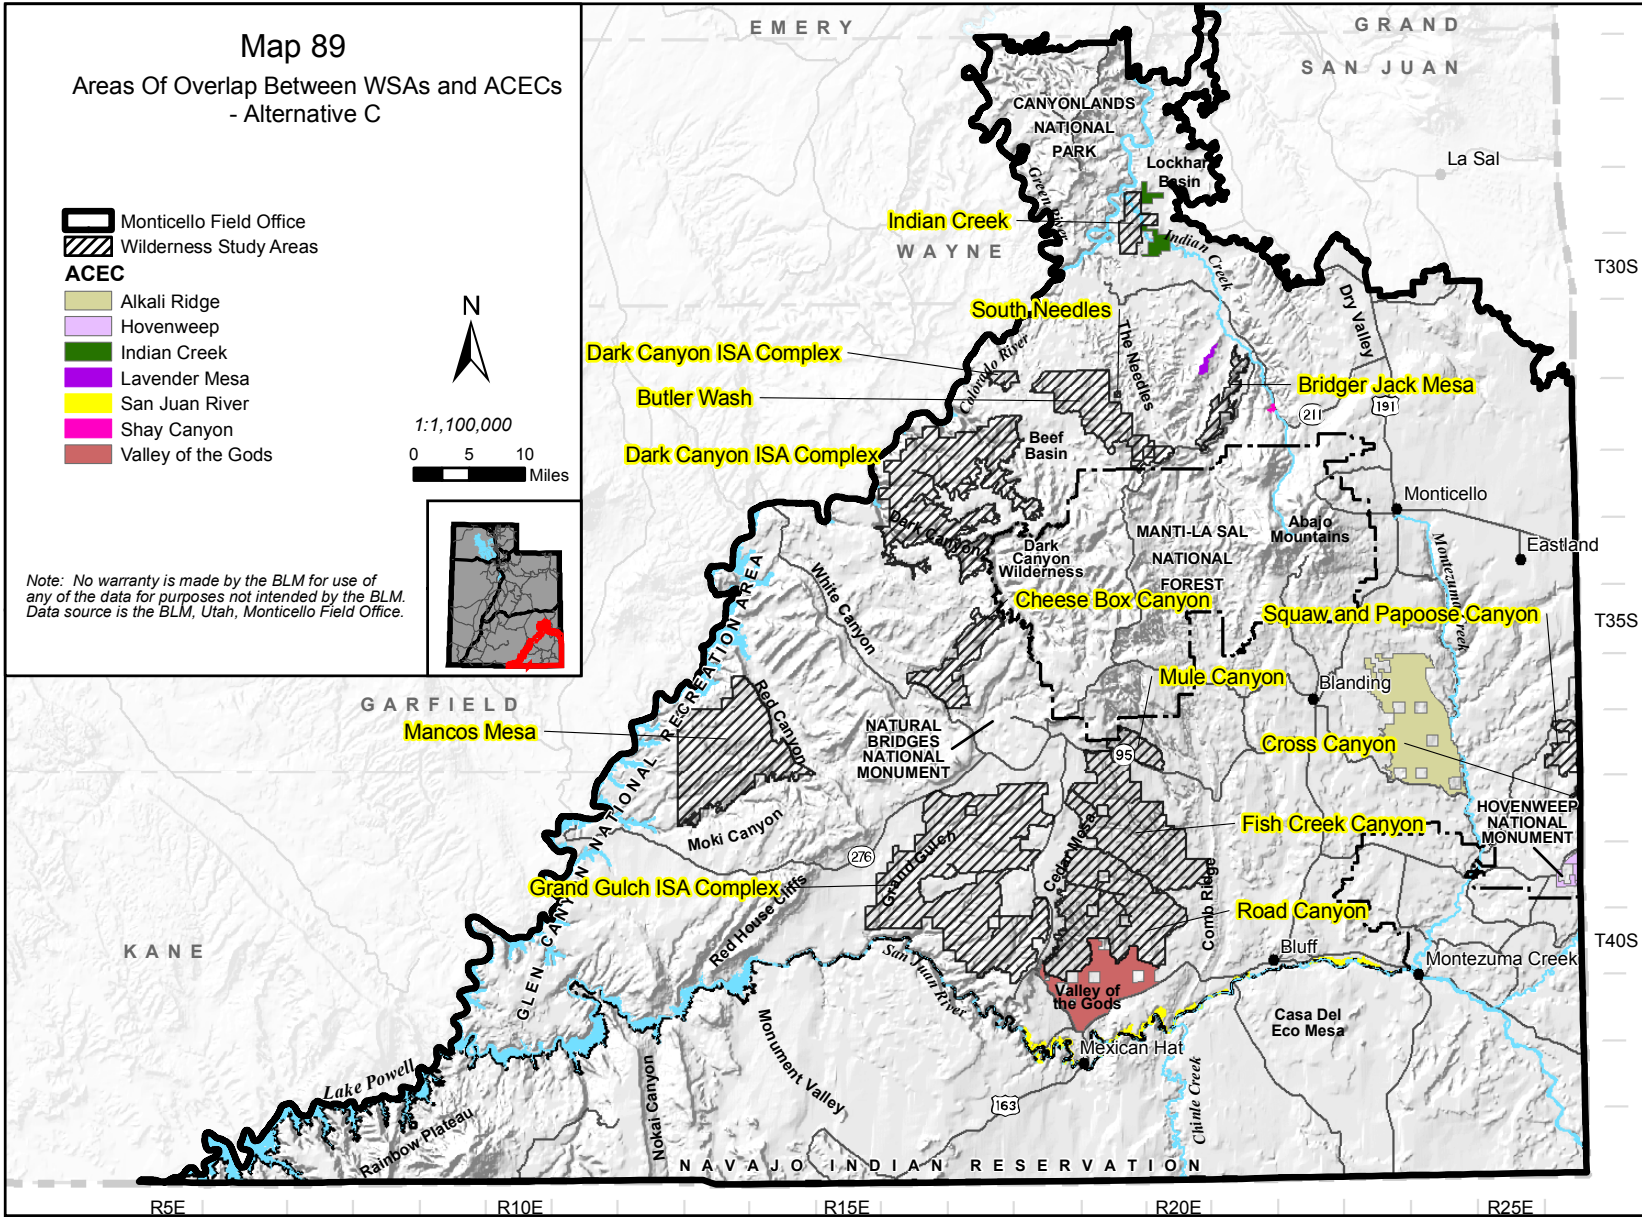 Map 89
Areas Of Overlap Between WSAs and ACECs
- Alternative C
Monticello Field Office
Wilderness Study Areas
ACEC
Alkali Ridge
Hovenweep
Indian Creek
Lavender Mesa
San Juan River
Shay Canyon
Valley of the Gods
N
1:1,100,000
0 5 10
Miles
Note: No warranty is made by the BLM for use of
any of the data for purposes not intended by the BLM.
Data source is the BLM, Utah, Monticello Field Office.
EMERY
GRAND
SAN JUAN
CANYONLANDS
NATIONAL
PARK
Lockhar
Basin
La Sal
Green River
Indian Creek
WAYNE
Indian Creek
T30S
South Needles
Dry Valley
The Needles
Dark Canyon ISA Complex
Colorado River
Bridger Jack Mesa
Butler Wash
211
191
Beef
Basin
Dark Canyon ISA Complex
Monticello
Dark Canyon
Abajo
Mountains
MANTI-LA SAL
NATIONAL
FOREST
Eastland
Dark
Canyon
Wilderness
Montezuma Creek
White Canyon
Cheese Box Canyon
Squaw and Papoose Canyon
T35S
Mule Canyon
Blanding
GARFIELD
Red Canyon
Mancos Mesa
NATURAL
BRIDGES
NATIONAL
MONUMENT
95
Cross Canyon
HOVENWEEP
NATIONAL
MONUMENT
Moki Canyon
Fish Creek Canyon
276
Cedar Mesa
Grand Gulch
Grand Gulch ISA Complex
Comb Ridge
Road Canyon
GLEN CANYON NATIONAL RECREATION AREA
Red House Cliffs
KANE
T40S
Bluff
Montezuma Creek
San Juan River
Valley of
the Gods
Casa Del
Eco Mesa
Monument Valley
Mexican Hat
Lake Powell
Nokai Canyon
Chinle Creek
163
Rainbow Plateau
NAVAJO INDIAN RESERVATION
R5E R10E R15E R20E R25E